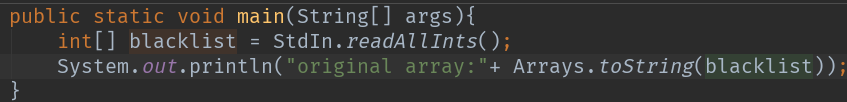 public static void main(String[] args){
int[] blacklist = StdIn.readAllInts();
System.out.println("original array:"+ Arrays.toString(blacklist));
}